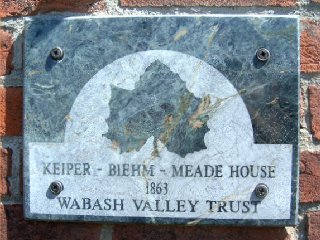 KEIPER - BIEHM - MEADE HOUSE
1863
WABASH VALLEY TRUST